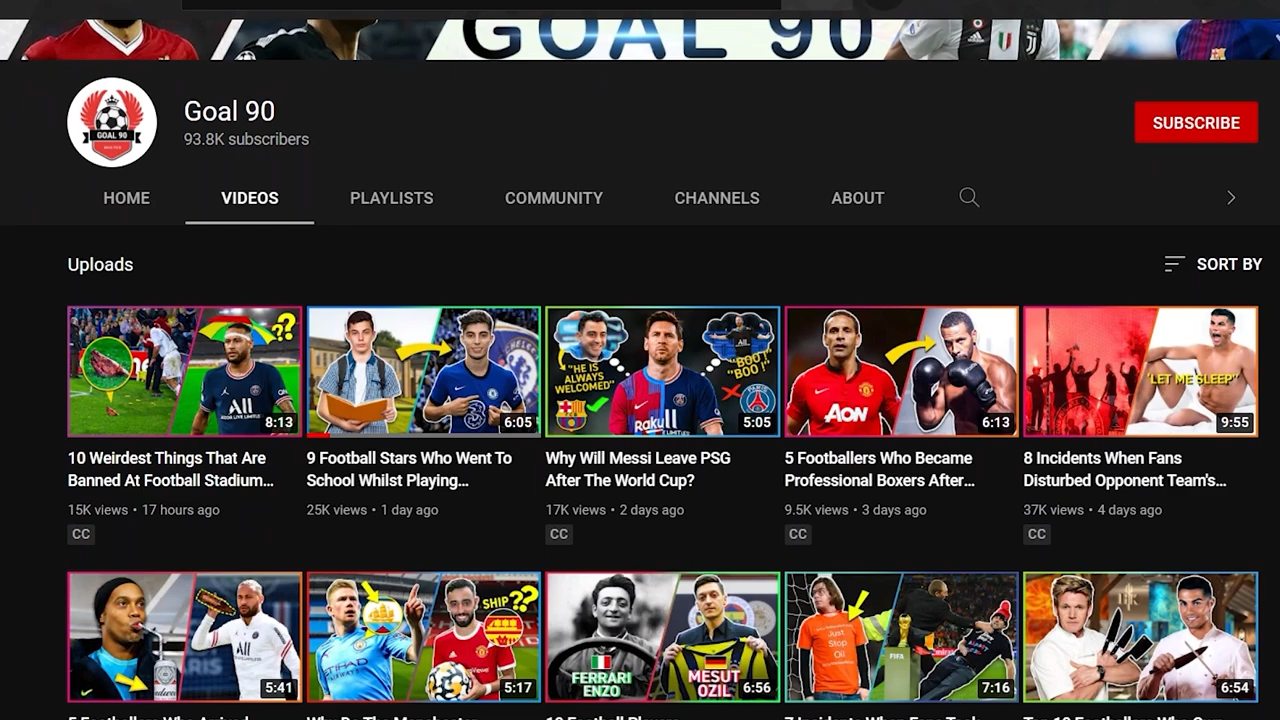 GOAL 90
GOAL 90
Goal 90
93.8K subscribers
SUBSCRIBE
HOME
VIDEOS
PLAYLISTS
COMMUNITY
CHANNELS
ABOUT
Uploads
SORT BY
??
8:13
6:05
"HE IS
ALWAYS
WELCOMED"
"BOO !"
"BOO !"
Rakuten
PARIS
5:05
AON
6:13
"LET ME SLEEP"
9:55
10 Weirdest Things That Are
Banned At Football Stadium...
15K views • 17 hours ago
CC
9 Football Stars Who Went To
School Whilst Playing...
25K views • 1 day ago
Why Will Messi Leave PSG
After The World Cup?
17K views • 2 days ago
CC
5 Footballers Who Became
Professional Boxers After...
9.5K views • 3 days ago
CC
8 Incidents When Fans
Disturbed Opponent Team's...
37K views • 4 days ago
CC
5:41
ETIHAD
SHIP??
5:17
FERRARI
ENZO
MESUT
OZIL
6:56
Just
Stop
Oil
FIFA
7:16
6:54